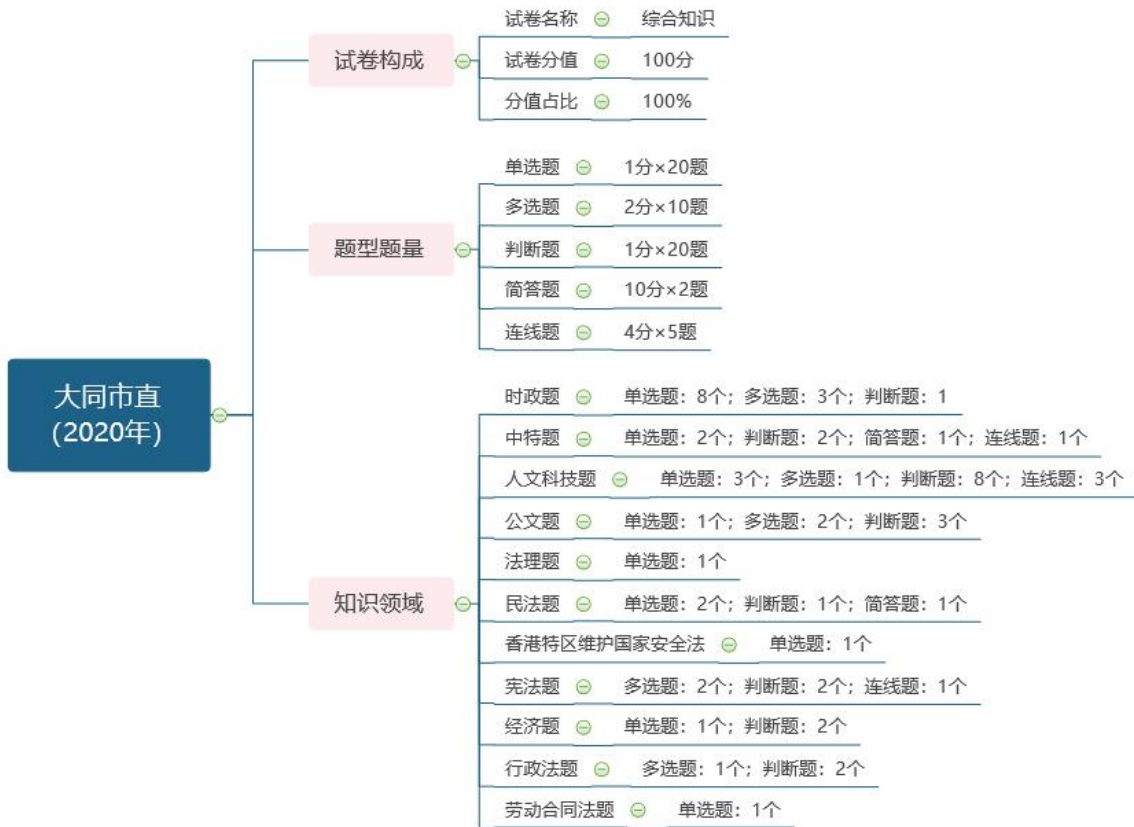 大同市直
(2020年)
试卷构成
试卷名称 综合知识
试卷分值 100分
分值占比 100%
题型题量
单选题 1分×20题
多选题 2分×10题
判断题 1分×20题
简答题 10分×2题
连线题 4分×5题
知识领域
时政题 单选题：8个；多选题：3个；判断题：1
中特题 单选题：2个；判断题：2个；简答题：1个；连线题：1个
人文科技题 单选题：3个；多选题：1个；判断题：8个；连线题：3个
公文题 单选题：1个；多选题：2个；判断题：3个
法理题 单选题：1个
民法题 单选题：2个；判断题：1个；简答题：1个
香港特区维护国家安全法 单选题：1个
宪法题 多选题：2个；判断题：2个；连线题：1个
经济题 单选题：1个；判断题：2个
行政法题 多选题：1个；判断题：2个
劳动合同法题 单选题：1个